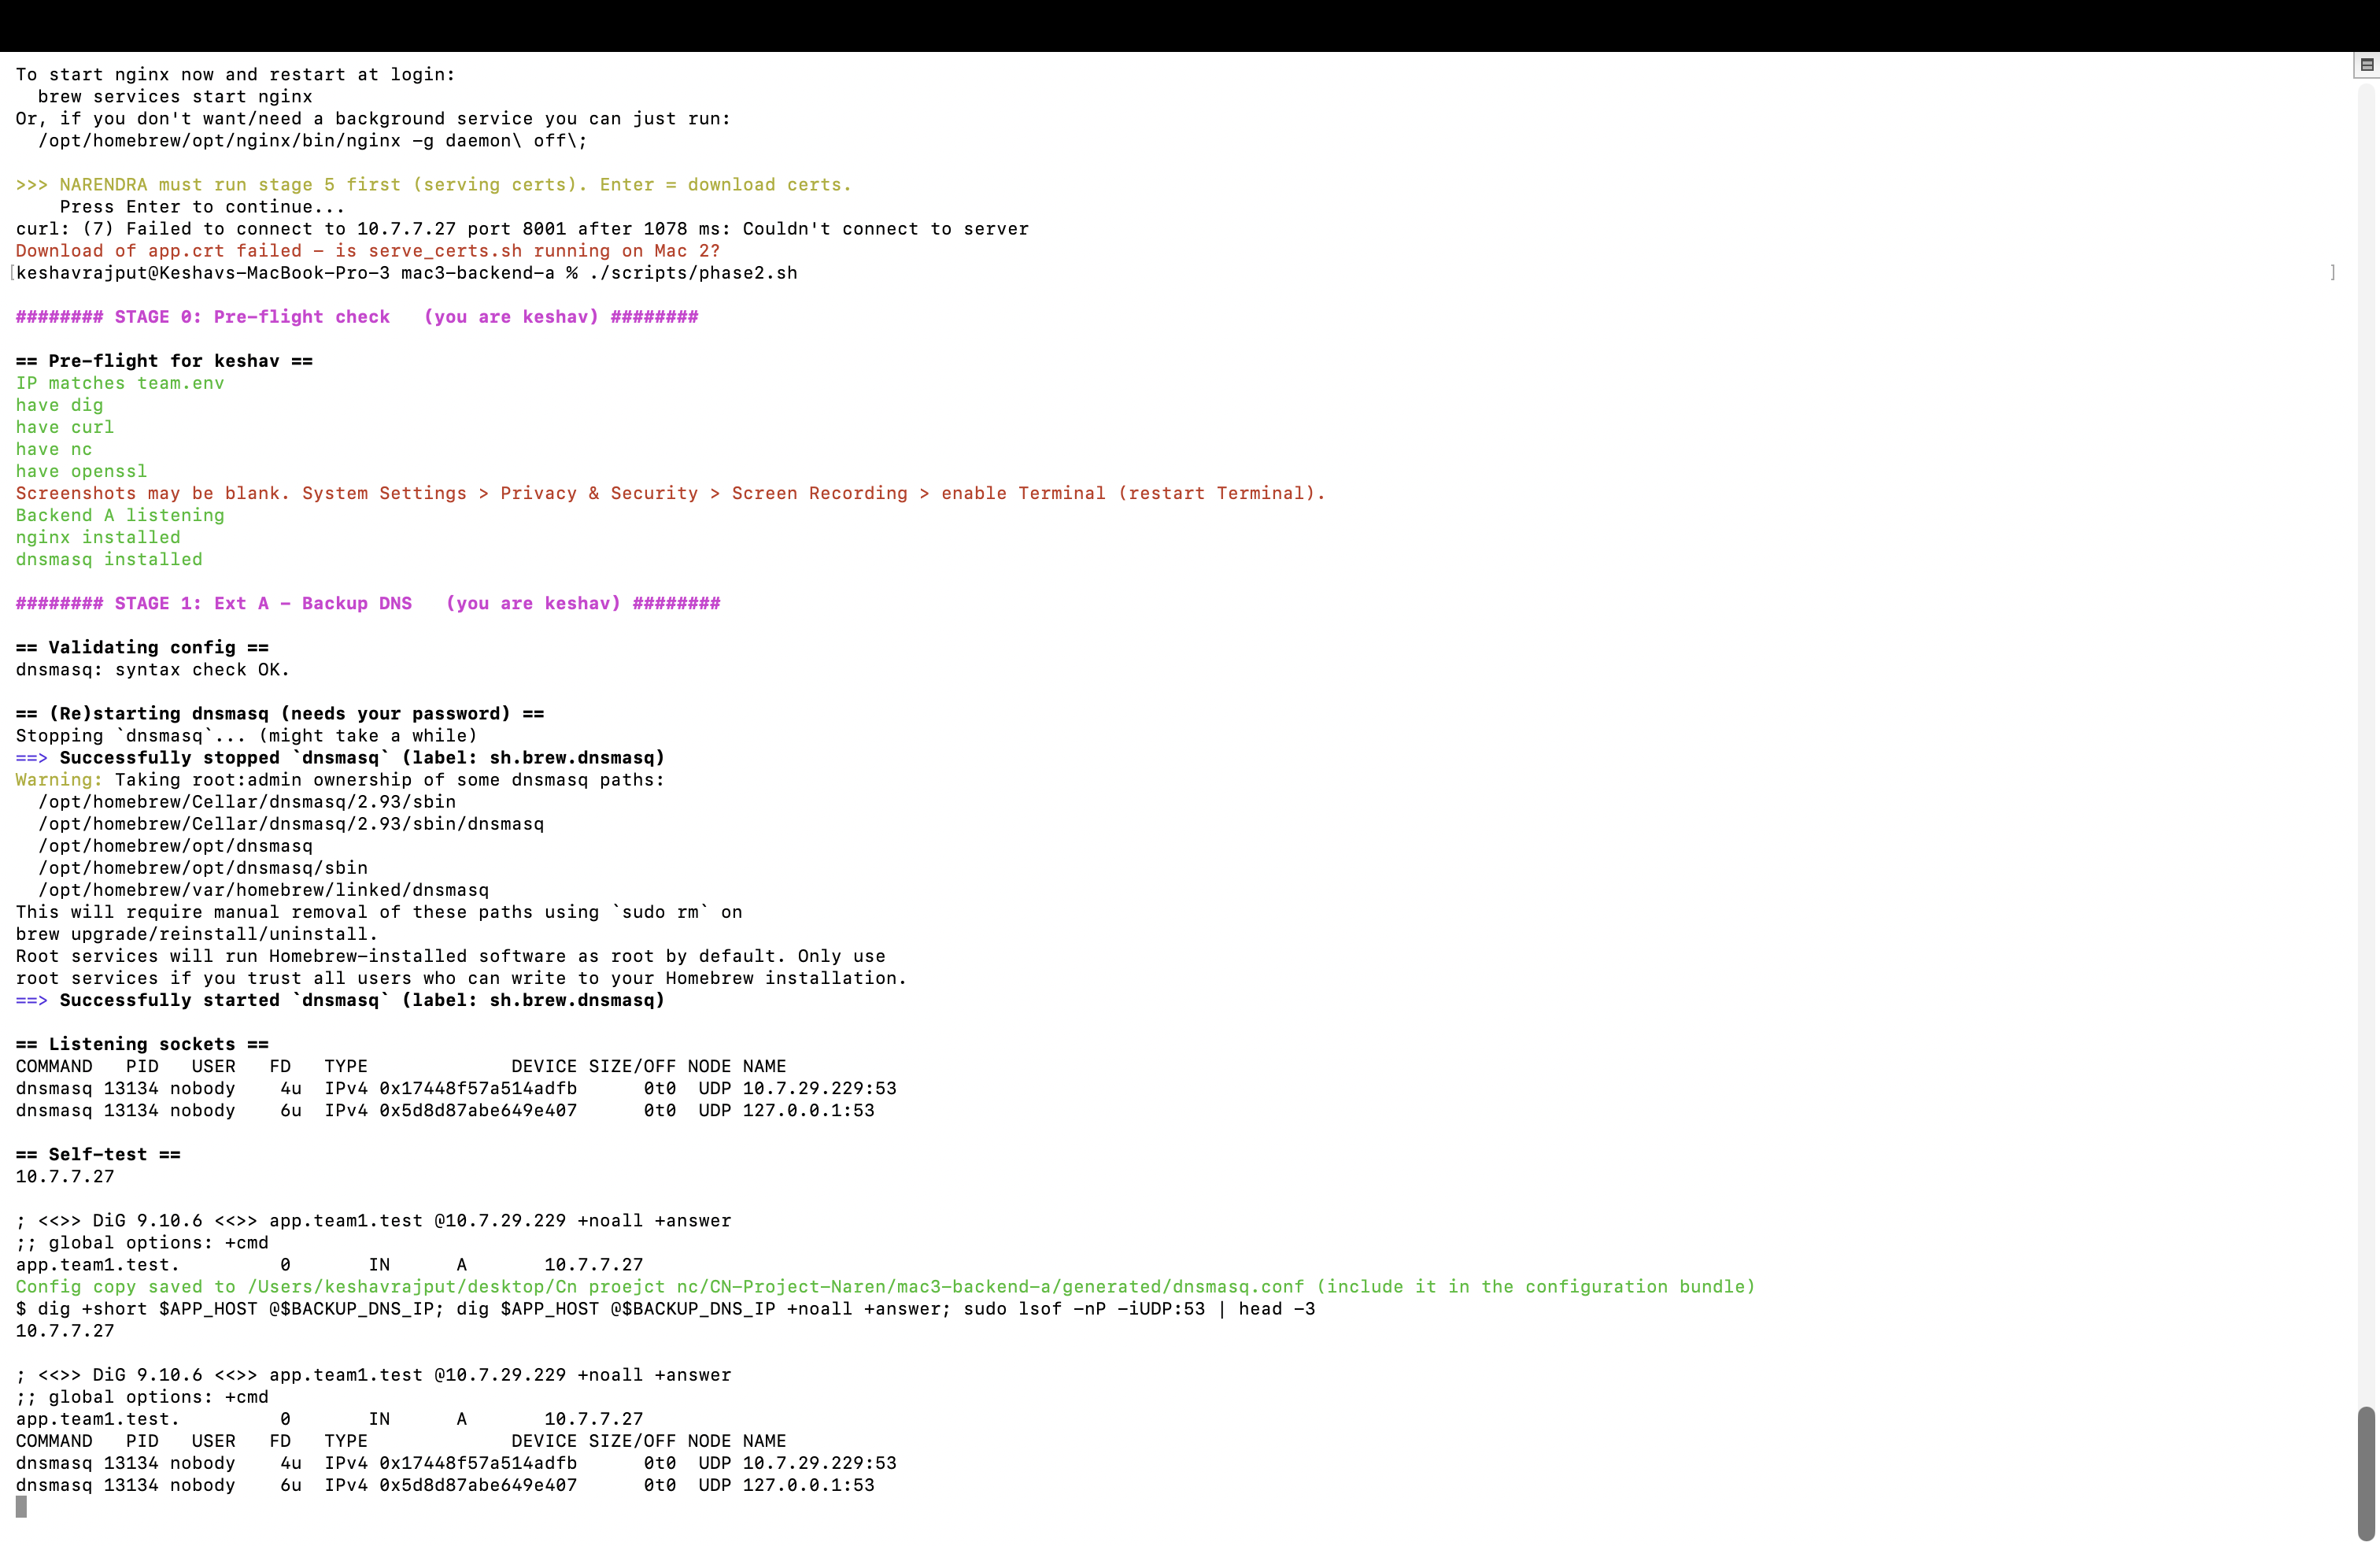 To start nginx now and restart at login:
  brew services start nginx
Or, if you don't want/need a background service you can just run:
  /opt/homebrew/opt/nginx/bin/nginx -g daemon\ off\;
>>> NARENDRA must run stage 5 first (serving certs). Enter = download certs.
    Press Enter to continue...
curl: (7) Failed to connect to 10.7.7.27 port 8001 after 1078 ms: Couldn't connect to server
Download of app.crt failed – is serve_certs.sh running on Mac 2?
[keshavrajput@Keshavs-MacBook-Pro-3 mac3-backend-a % ./scripts/phase2.sh ]
######## STAGE 0: Pre-flight check   (you are keshav) ########
== Pre-flight for keshav ==
IP matches team.env
have dig
have curl
have nc
have openssl
Screenshots may be blank. System Settings > Privacy & Security > Screen Recording > enable Terminal (restart Terminal).
Backend A listening
nginx installed
dnsmasq installed
######## STAGE 1: Ext A – Backup DNS   (you are keshav) ########
== Validating config ==
dnsmasq: syntax check OK.
== (Re)starting dnsmasq (needs your password) ==
Stopping `dnsmasq`... (might take a while)
==> Successfully stopped `dnsmasq` (label: sh.brew.dnsmasq)
Warning: Taking root:admin ownership of some dnsmasq paths:
  /opt/homebrew/Cellar/dnsmasq/2.93/sbin
  /opt/homebrew/Cellar/dnsmasq/2.93/sbin/dnsmasq
  /opt/homebrew/opt/dnsmasq
  /opt/homebrew/opt/dnsmasq/sbin
  /opt/homebrew/var/homebrew/linked/dnsmasq
This will require manual removal of these paths using `sudo rm` on
brew upgrade/reinstall/uninstall.
Root services will run Homebrew-installed software as root by default. Only use
root services if you trust all users who can write to your Homebrew installation.
==> Successfully started `dnsmasq` (label: sh.brew.dnsmasq)
== Listening sockets ==
COMMAND   PID   USER   FD   TYPE             DEVICE SIZE/OFF NODE NAME
dnsmasq 13134 nobody    4u  IPv4 0x17448f57a514adfb      0t0  UDP 10.7.29.229:53
dnsmasq 13134 nobody    6u  IPv4 0x5d8d87abe649e407      0t0  UDP 127.0.0.1:53
== Self-test ==
10.7.7.27
; <<>> DiG 9.10.6 <<>> app.team1.test @10.7.29.229 +noall +answer
;; global options: +cmd
app.team1.test.         0       IN      A       10.7.7.27
Config copy saved to /Users/keshavrajput/desktop/Cn proejct nc/CN-Project-Naren/mac3-backend-a/generated/dnsmasq.conf (include it in the configuration bundle)
$ dig +short $APP_HOST @$BACKUP_DNS_IP; dig $APP_HOST @$BACKUP_DNS_IP +noall +answer; sudo lsof -nP -iUDP:53 | head -3
10.7.7.27
; <<>> DiG 9.10.6 <<>> app.team1.test @10.7.29.229 +noall +answer
;; global options: +cmd
app.team1.test.         0       IN      A       10.7.7.27
COMMAND   PID   USER   FD   TYPE             DEVICE SIZE/OFF NODE NAME
dnsmasq 13134 nobody    4u  IPv4 0x17448f57a514adfb      0t0  UDP 10.7.29.229:53
dnsmasq 13134 nobody    6u  IPv4 0x5d8d87abe649e407      0t0  UDP 127.0.0.1:53